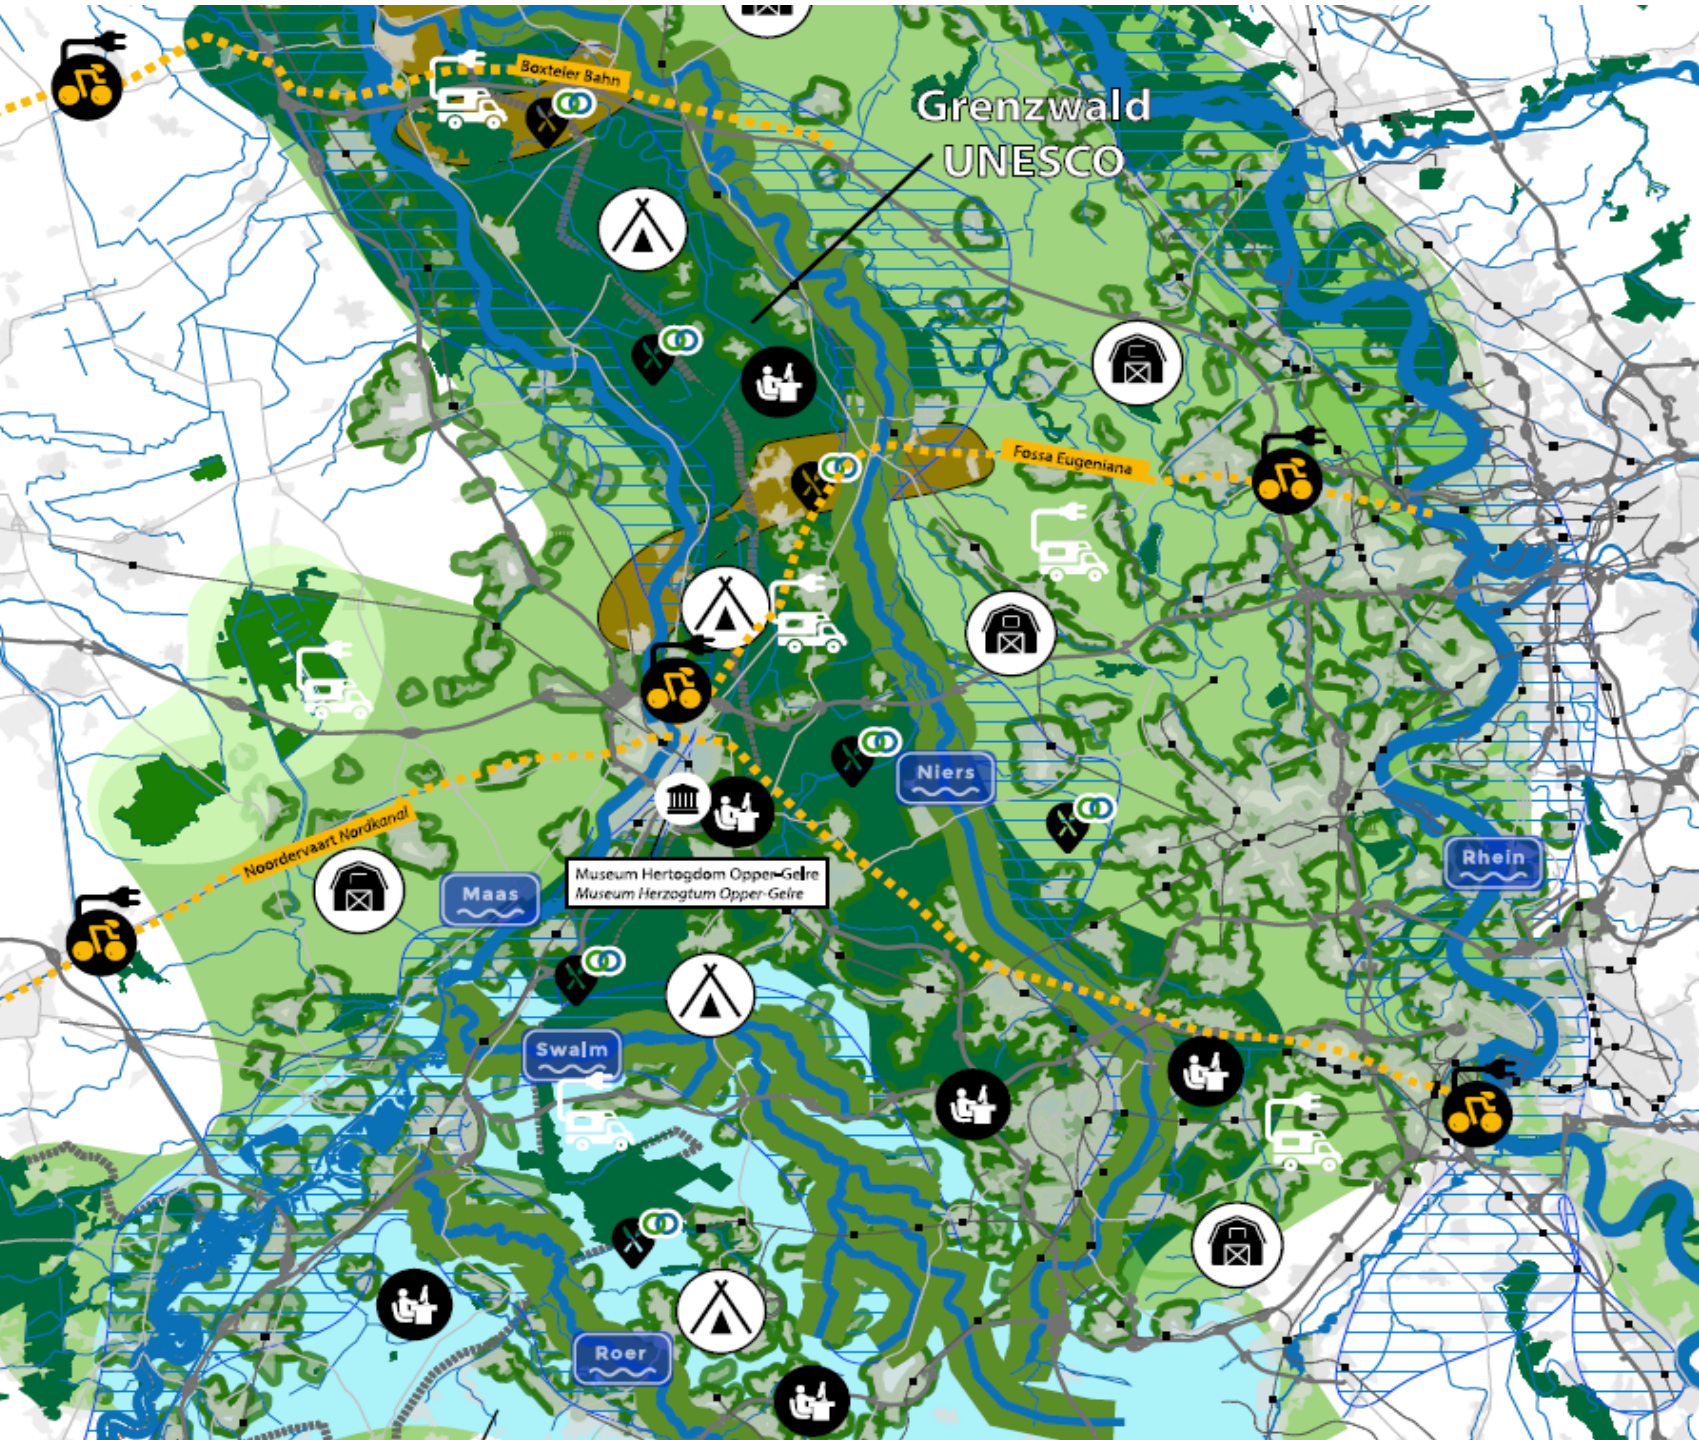 Boxteler Bahn
Grenzwald
UNESCO
Fossa Eugeniana
Niers
Noordervaart Nordkanal
Rhein
Maas
Museum Hertogdom Opper-Gelre
Museum Herzogtum Opper-Gelre
Swalm
Roer